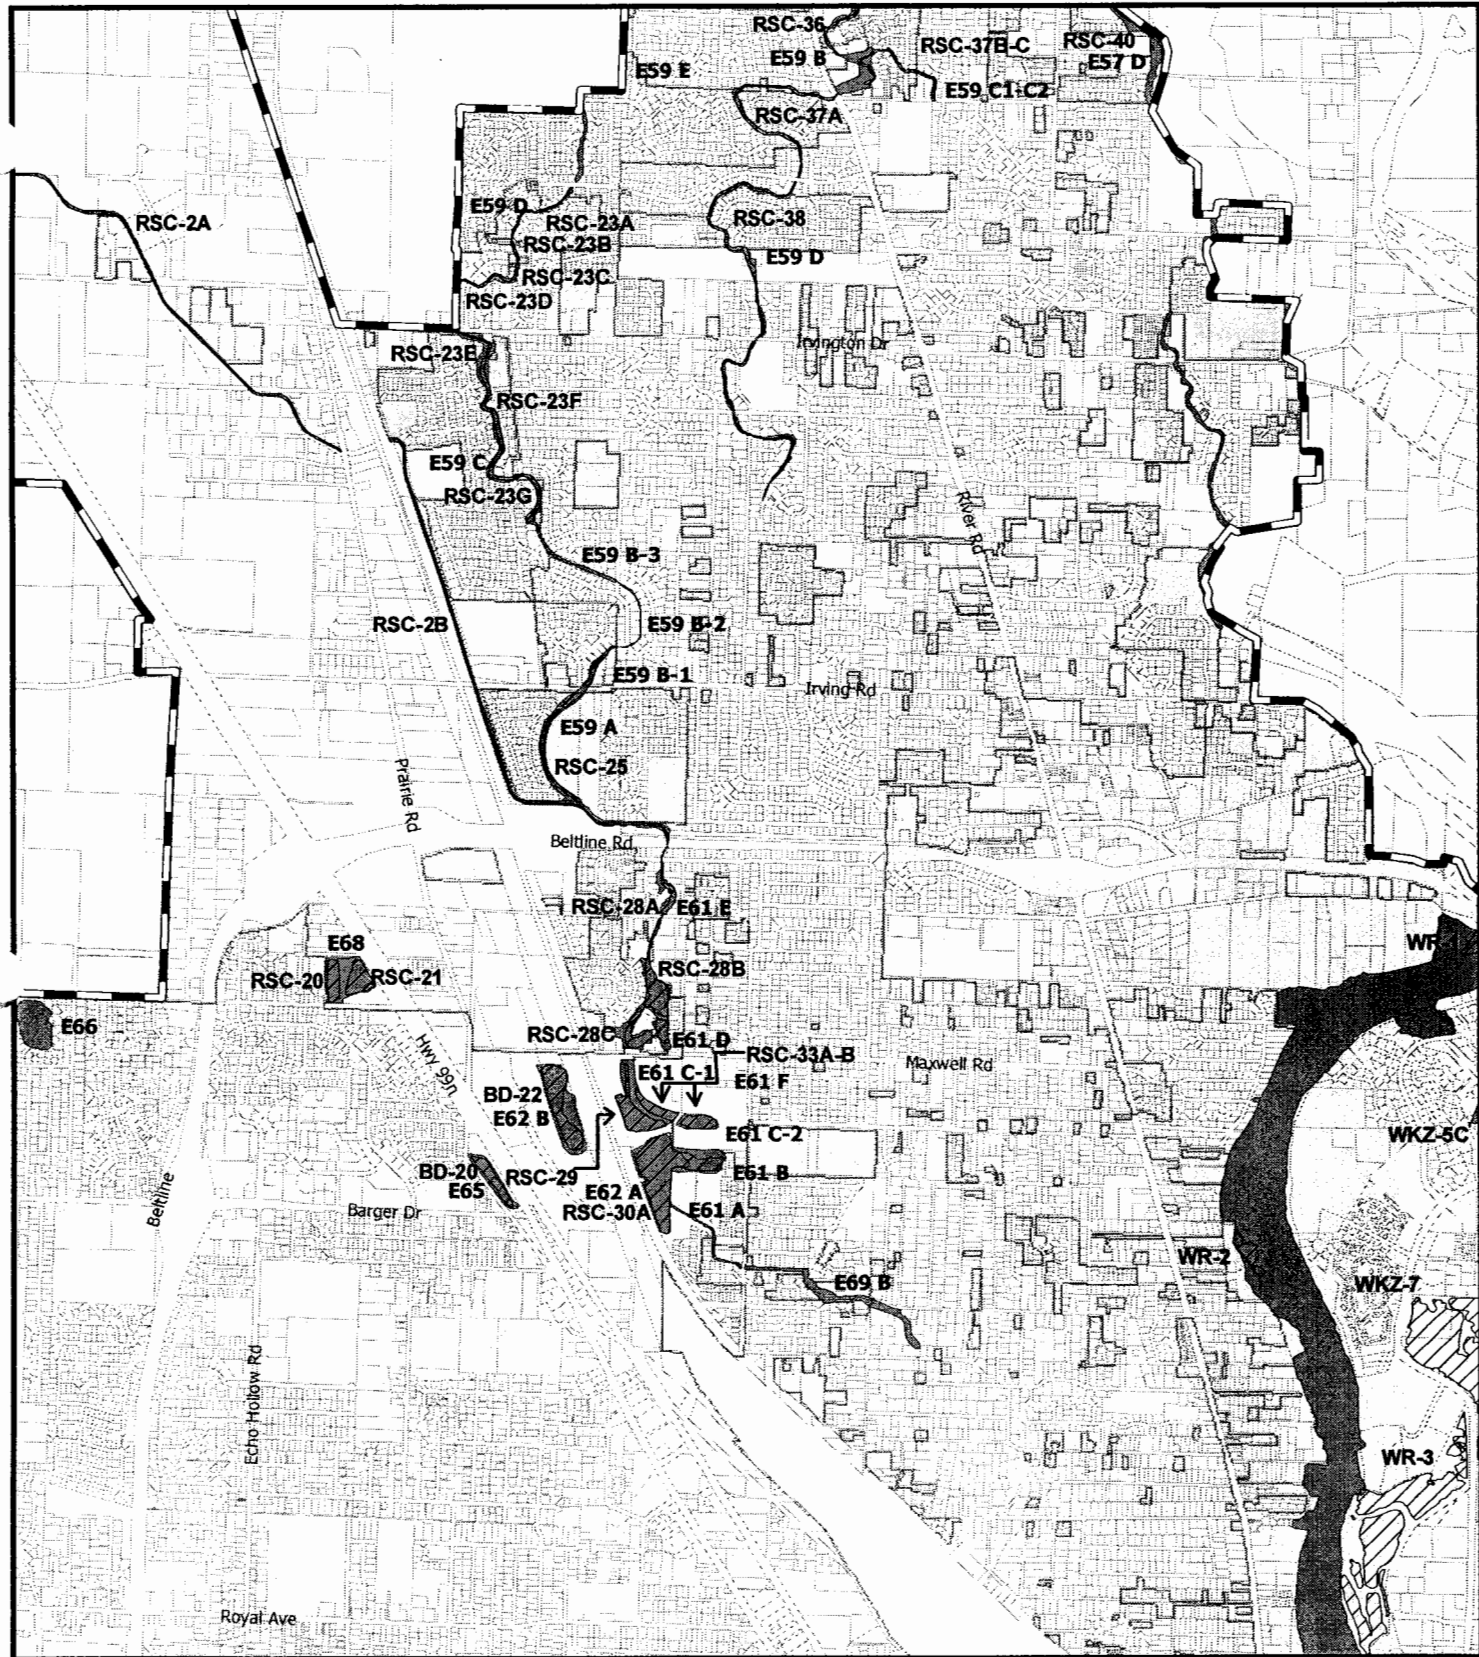 RSC-36
RSC-37B-C
RSC-40
E59 B
E57 D
E59 E
E59 C1-C2
RSC-37A
E59 D
RSC-2A
RSC-23A
RSC-38
RSC-23B
E59 D
RSC-23C
RSC-23D
Irvington Dr
RSC-23E
RSC-23F
E59 C
RSC-23G
River Rd
E59 B-3
RSC-2B
E59 B-2
E59 B-1
Irving Rd
E59 A
RSC-25
Prairie Rd
Beltline Rd
RSC-28A
E61 E
E68
WR-1
RSC-20
RSC-21
RSC-28B
E66
RSC-28C
E61 D
RSC-33A-B
Hwy 99n
Maxwell Rd
E61 C-1
E61 F
BD-22
E62 B
E61 C-2
WKZ-5C
BD-20
RSC-29
E61 B
E65
E62 A
Beltline
Barger Dr
RSC-30A
E61 A
WR-2
E69 B
WKZ-7
Echo Hollow Rd
WR-3
Royal Ave